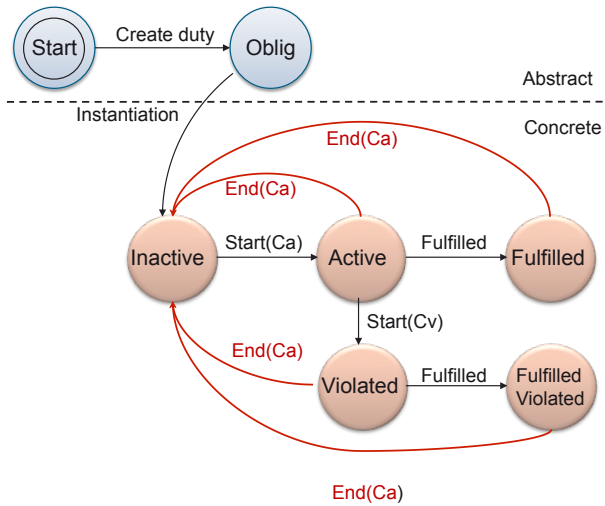 Create duty
Start
Oblig
Abstract
Instantiation
Concrete
End(Ca)
End(Ca)
Start(Ca)
Fulfilled
Inactive
Active
Fulfilled
Start(Cv)
End(Ca)
Fulfilled
Violated
Fulfilled
Violated
End(Ca)